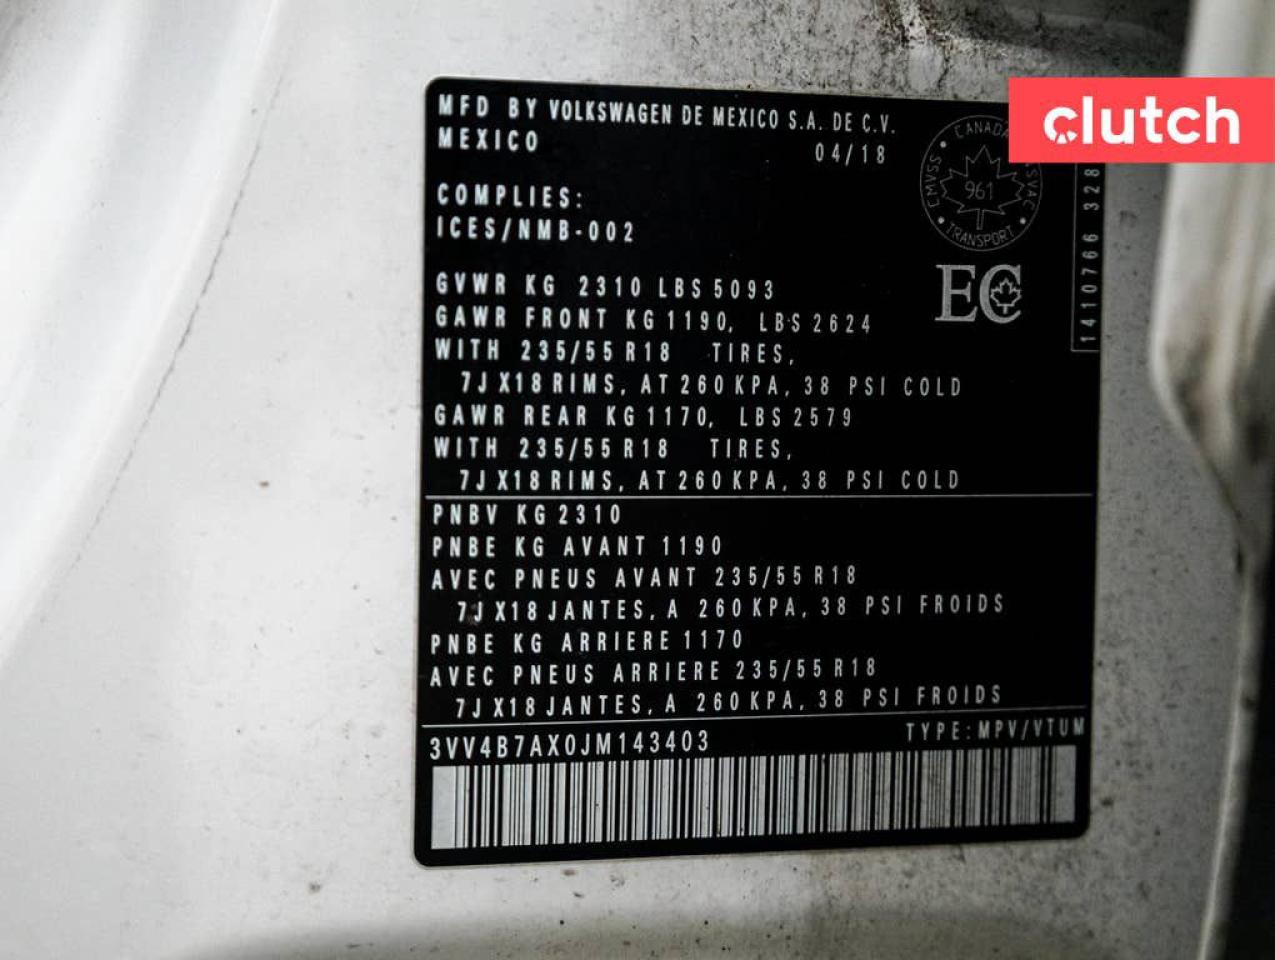 clutch
MFD BY VOLKSWAGEN DE MEXICO S.A. DE C.V.
MEXICO 04/18
CANADA
CMVSS
961
SVAC
TRANSPORT
COMPLIES:
ICES/NMB-002
EC
1410766 328
GVWR KG 2310 LBS 5093
GAWR FRONT KG 1190, LBS 2624
WITH 235/55 R18 TIRES,
7J X18 RIMS, AT 260 KPA, 38 PSI COLD
GAWR REAR KG 1170, LBS 2579
WITH 235/55 R18 TIRES,
7J X18 RIMS, AT 260 KPA, 38 PSI COLD
PNBV KG 2310
PNBE KG AVANT 1190
AVEC PNEUS AVANT 235/55 R18
7J X18 JANTES, A 260 KPA, 38 PSI FROIDS
PNBE KG ARRIERE 1170
AVEC PNEUS ARRIERE 235/55 R18
7J X18 JANTES, A 260 KPA, 38 PSI FROIDS
3VV4B7AX0JM143403 TYPE: MPV/VTUM